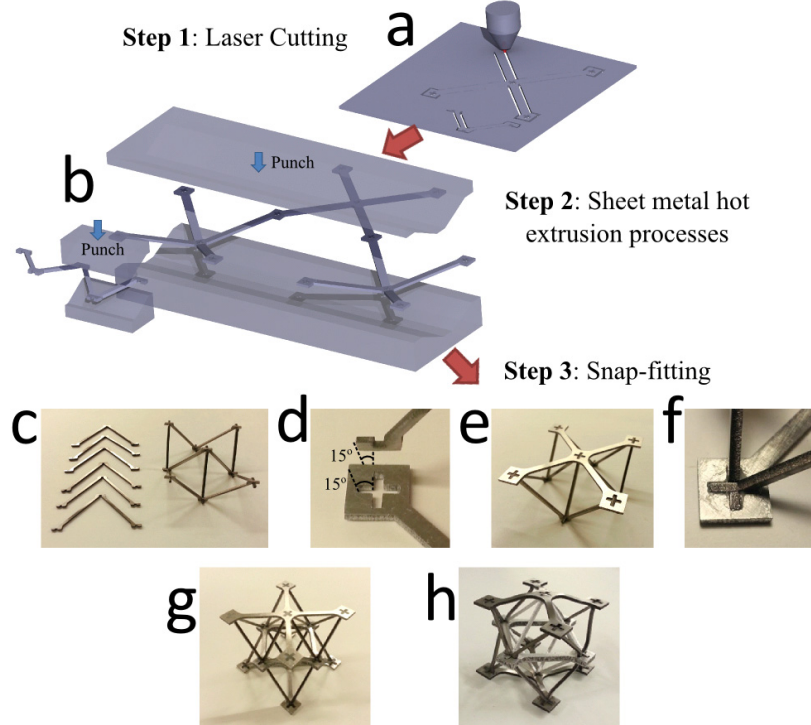 Step 1: Laser Cutting
a
Punch
b
Punch
Step 2: Sheet metal hot
extrusion processes
Step 3: Snap-fitting
c
d
15°
15°
e
f
g
h